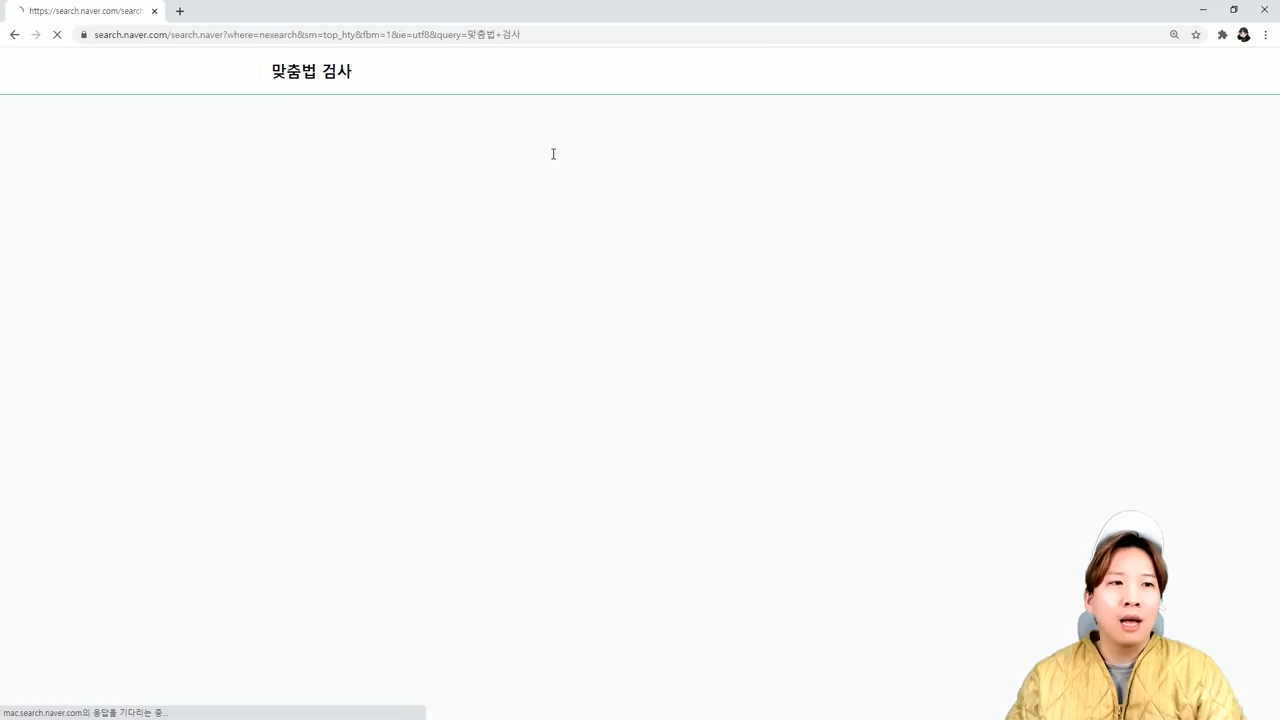 https://search.naver.com/search
search.naver.com/search.naver?where=nexearch&sm=top_hty&fbm=1&ie=utf8&query=맞춤법+검사
맞춤법 검사
mac.search.naver.com의 응답을 기다리는 중...